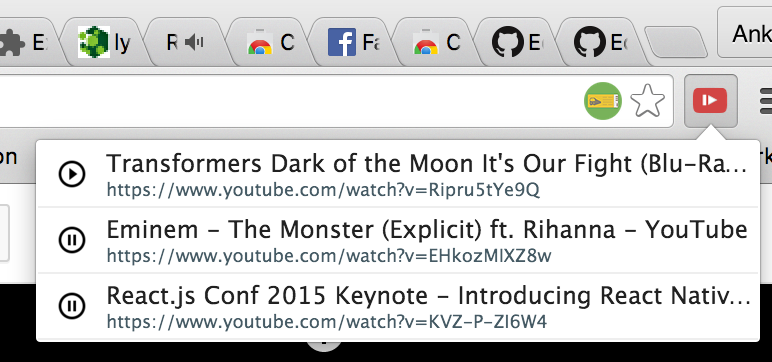 E
ly
R
C
Fa
C
Ec
Ec
Ank
on
Transformers Dark of the Moon It's Our Fight (Blu-Ra...
https://www.youtube.com/watch?v=Ripru5tYe9Q
Eminem - The Monster (Explicit) ft. Rihanna - YouTube
https://www.youtube.com/watch?v=EHkozMIXZ8w
React.js Conf 2015 Keynote - Introducing React Nativ...
https://www.youtube.com/watch?v=KVZ-P-ZI6W4